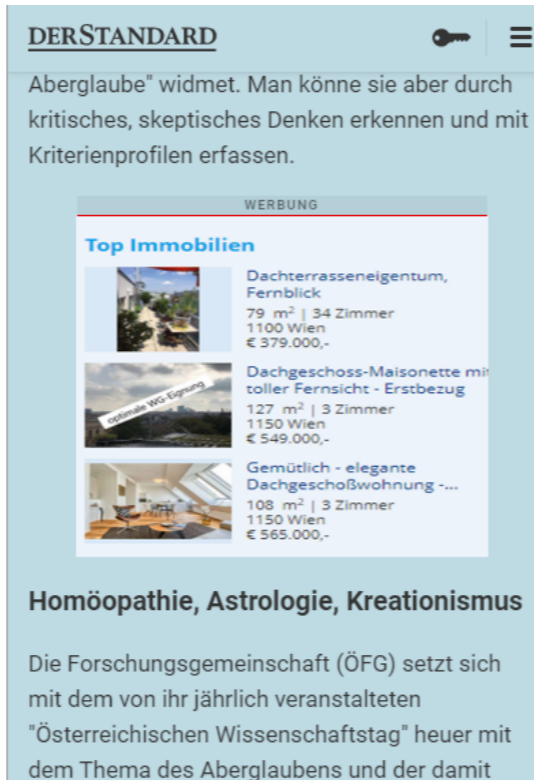 DERSTANDARD
Aberglaube" widmet. Man könne sie aber durch
kritisches, skeptisches Denken erkennen und mit
Kriterienprofilen erfassen.
WERBUNG
Top Immobilien
Dachterrasseneigentum,
Fernblick
79 m² | 34 Zimmer
1100 Wien
€ 379.000,-
optimale WG-Eignung
Dachgeschoss-Maisonette mit
toller Fernsicht - Erstbezug
127 m² | 3 Zimmer
1150 Wien
€ 549.000,-
Gemütlich - elegante
Dachgeschoßwohnung -...
108 m² | 3 Zimmer
1150 Wien
€ 565.000,-
Homöopathie, Astrologie, Kreationismus
Die Forschungsgemeinschaft (ÖFG) setzt sich
mit dem von ihr jährlich veranstalteten
"Österreichischen Wissenschaftstag" heuer mit
dem Thema des Aberglaubens und der damit